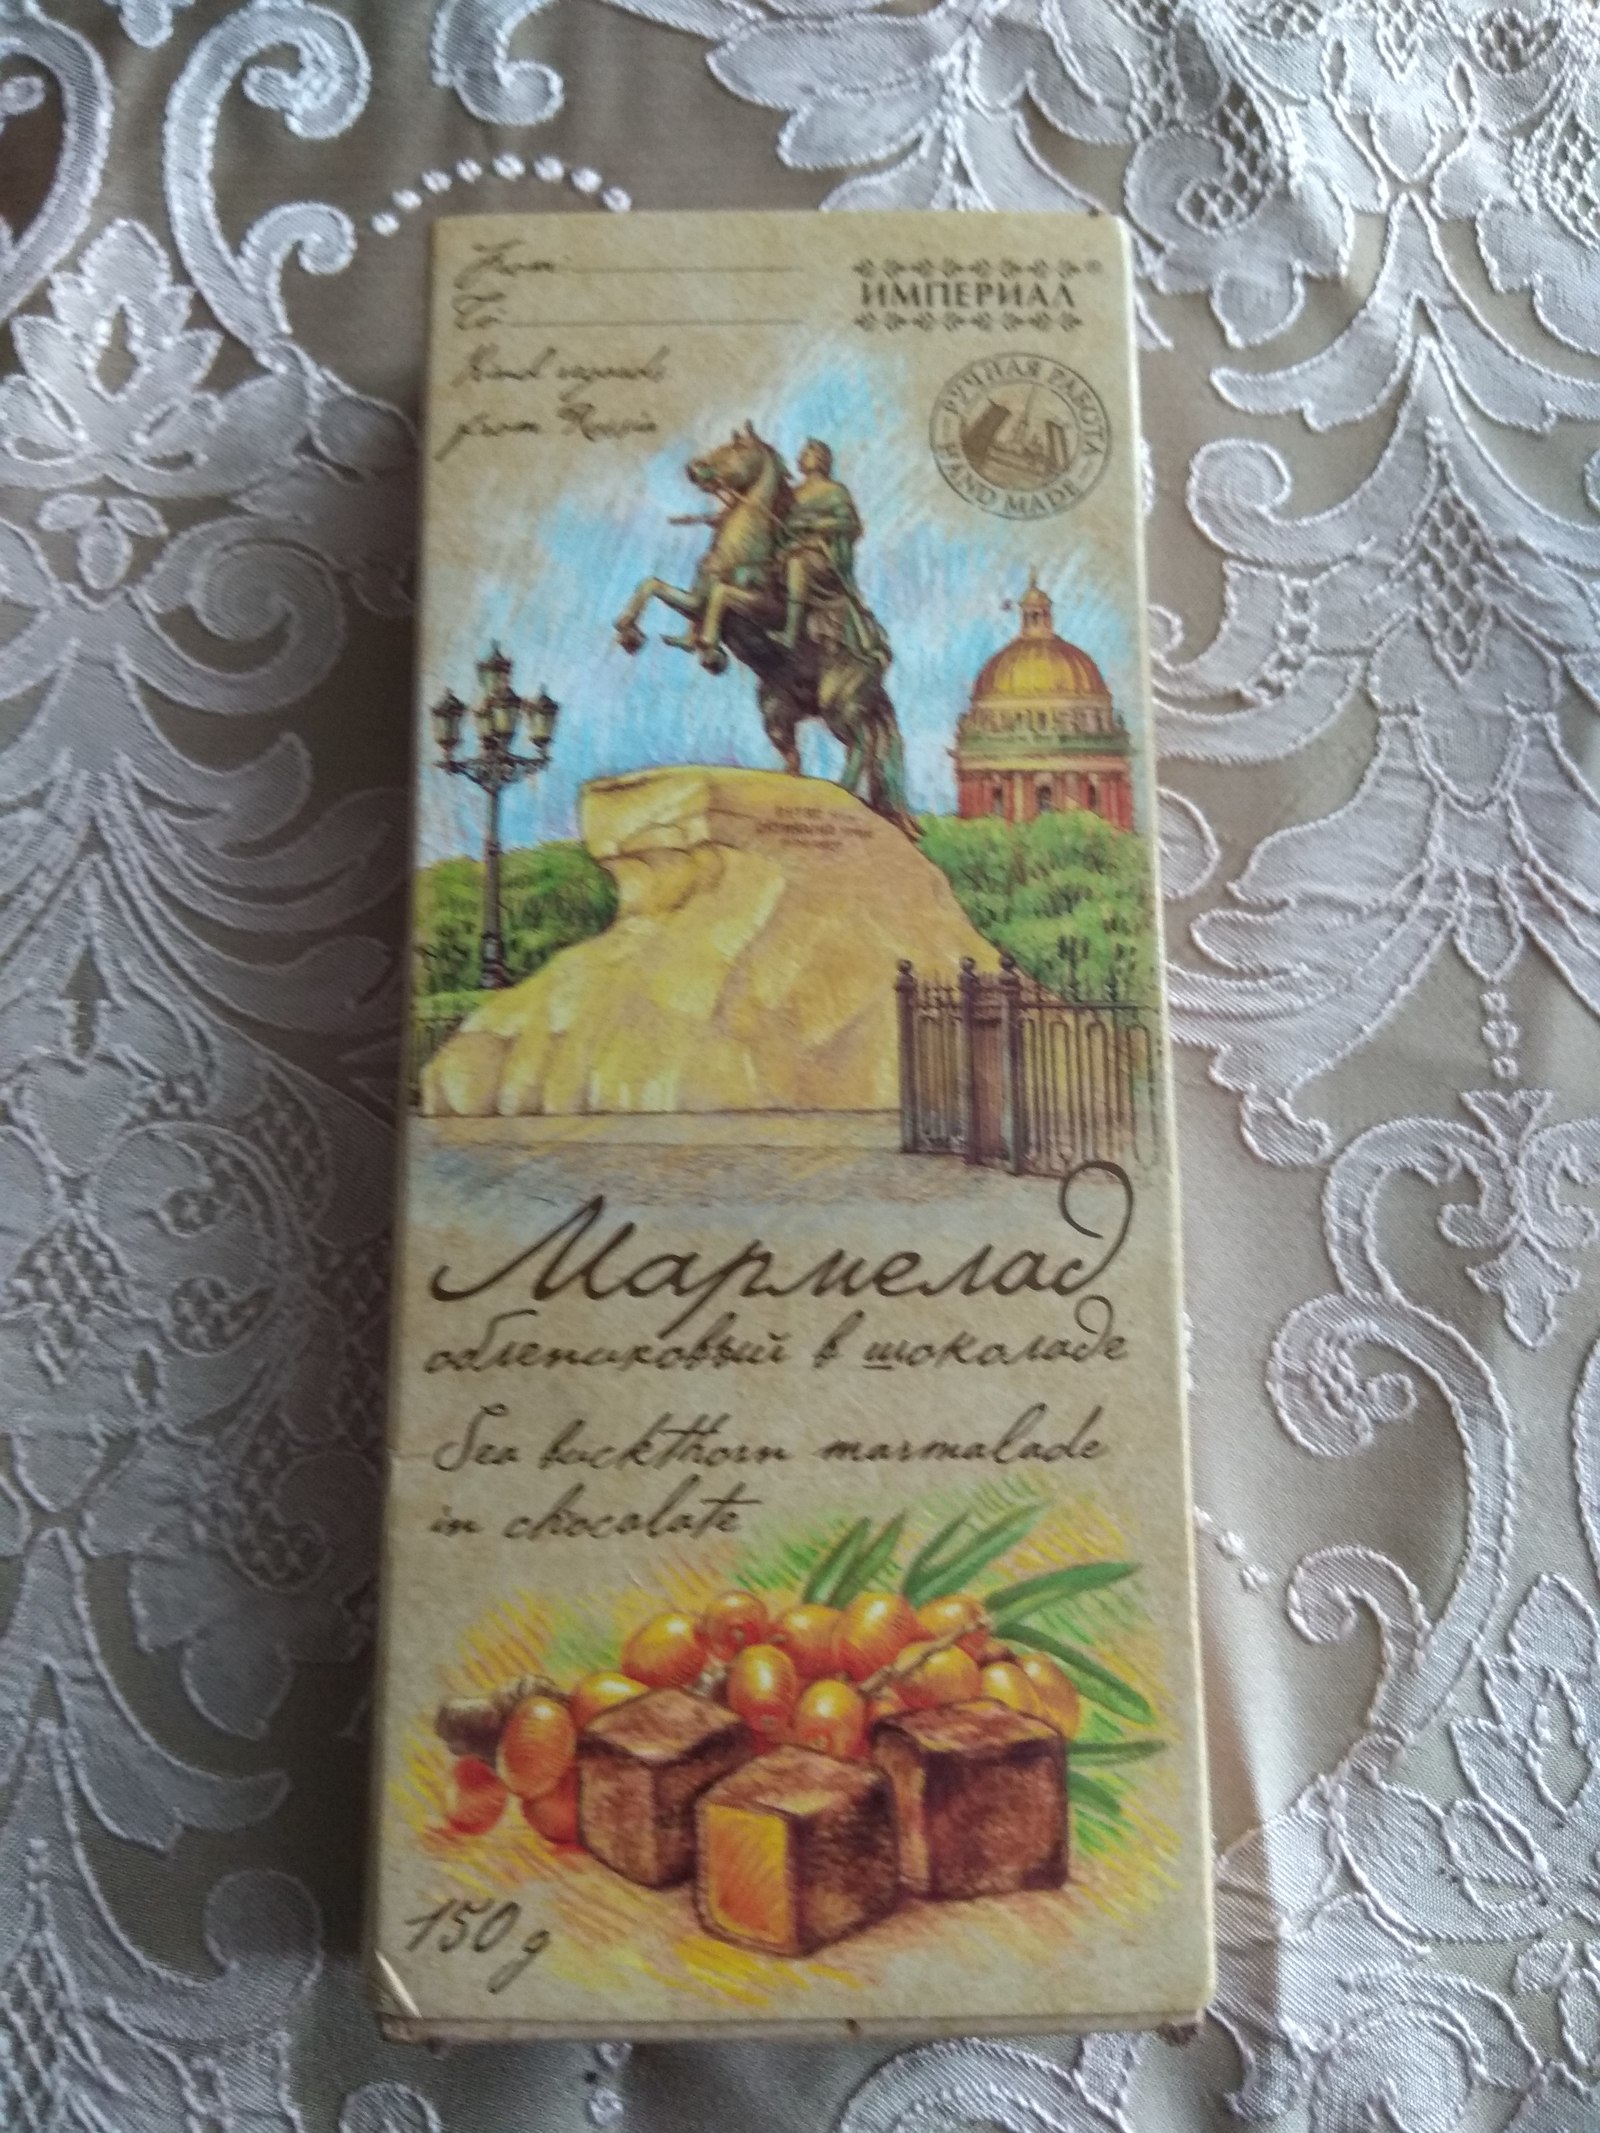 From:
To:
Kind regards
from Russia
ИМПЕРИАЛ
РУЧНАЯ РАБОТА
HAND MADE
Мармелад
облепиховый в шоколаде
Sea buckthorn marmalade
in chocolate
150 g